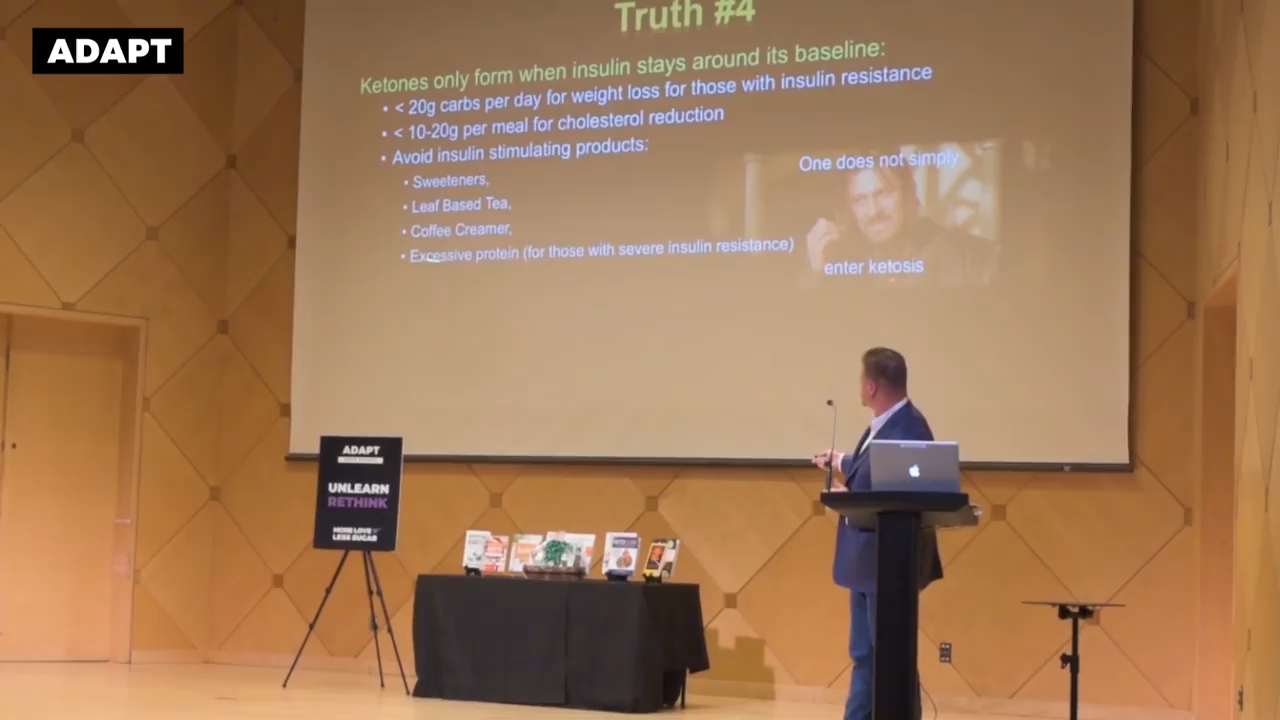 ADAPT
Truth #4
Ketones only form when insulin stays around its baseline:
• < 20g carbs per day for weight loss for those with insulin resistance
• < 10-20g per meal for cholesterol reduction
• Avoid insulin stimulating products:
• Sweeteners,
• Leaf Based Tea,
• Coffee Creamer,
• Excessive protein (for those with severe insulin resistance)
One does not simply
enter ketosis
ADAPT
UNLEARN
RETHINK
MORE LOVE
LESS SUGAR